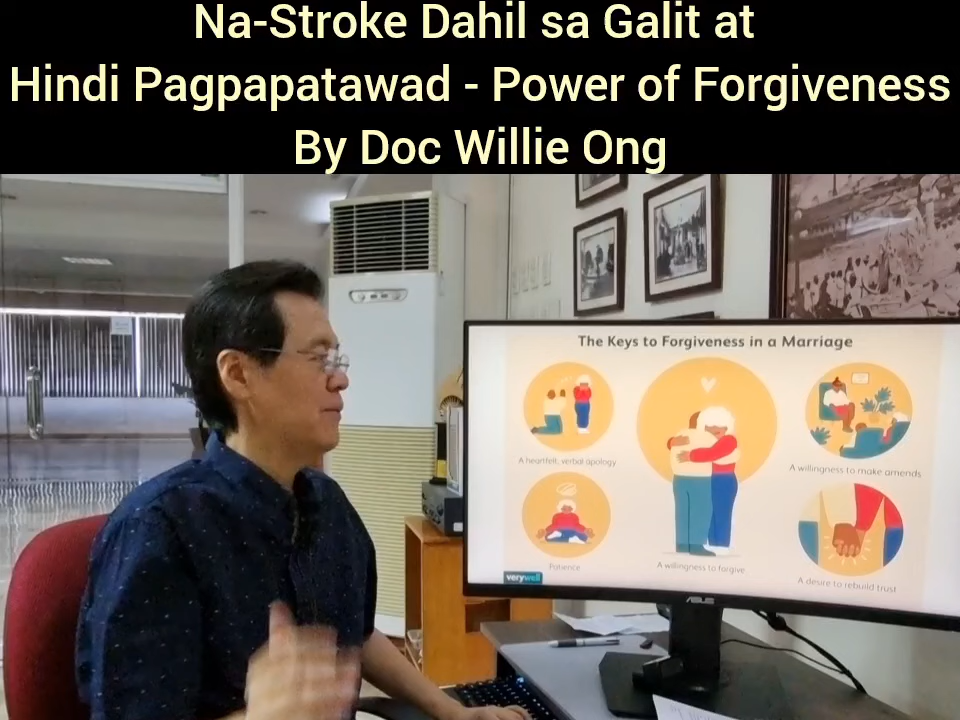 Na-Stroke Dahil sa Galit at
Hindi Pagpapatawad - Power of Forgiveness
By Doc Willie Ong
The Keys to Forgiveness in a Marriage
A heartfelt, verbal apology
A willingness to make amends
Patience
A willingness to forgive
A desire to rebuild trust
verywell
ASUS